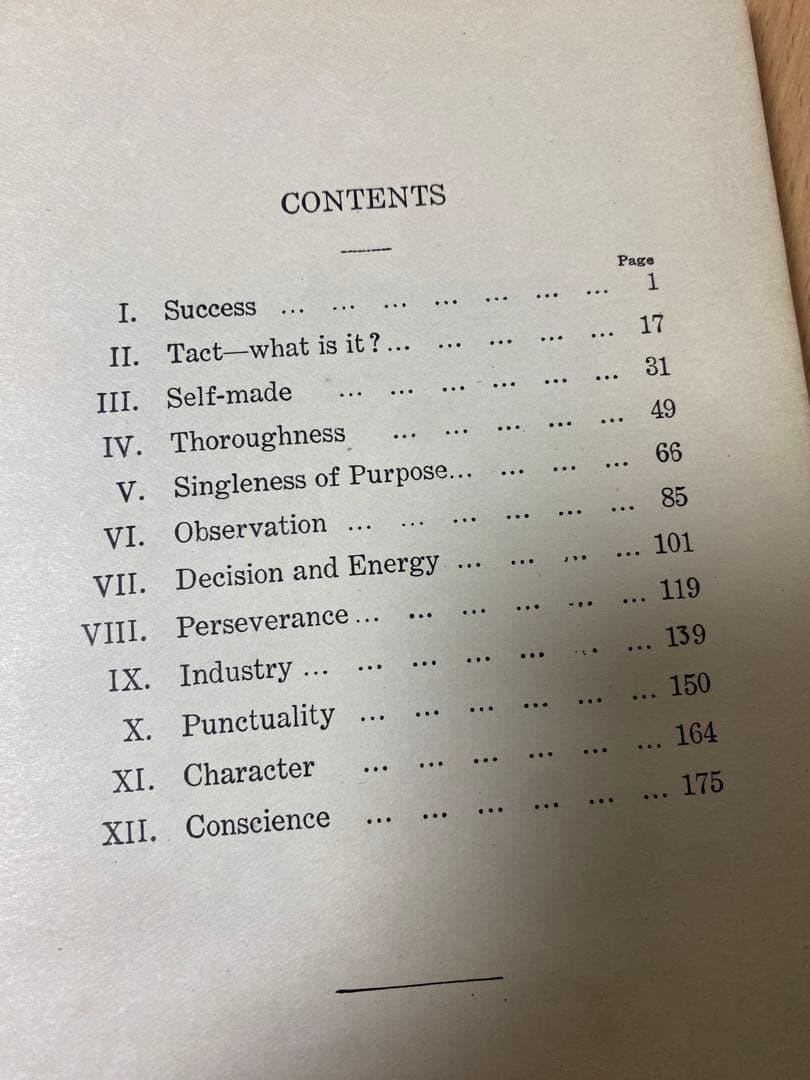 CONTENTS
Page
I. Success ... ... ... ... ... ... ... 1
II. Tact—what is it?... ... ... ... ... 17
III. Self-made ... ... ... ... ... ... 31
IV. Thoroughness ... ... ... ... ... 49
V. Singleness of Purpose... ... ... ... 66
VI. Observation ... ... ... ... ... ... 85
VII. Decision and Energy ... ... ... ... 101
VIII. Perseverance... ... ... ... ... ... 119
IX. Industry ... ... ... ... ... ... ... 139
X. Punctuality ... ... ... ... ... ... 150
XI. Character ... ... ... ... ... ... 164
XII. Conscience ... ... ... ... ... ... 175